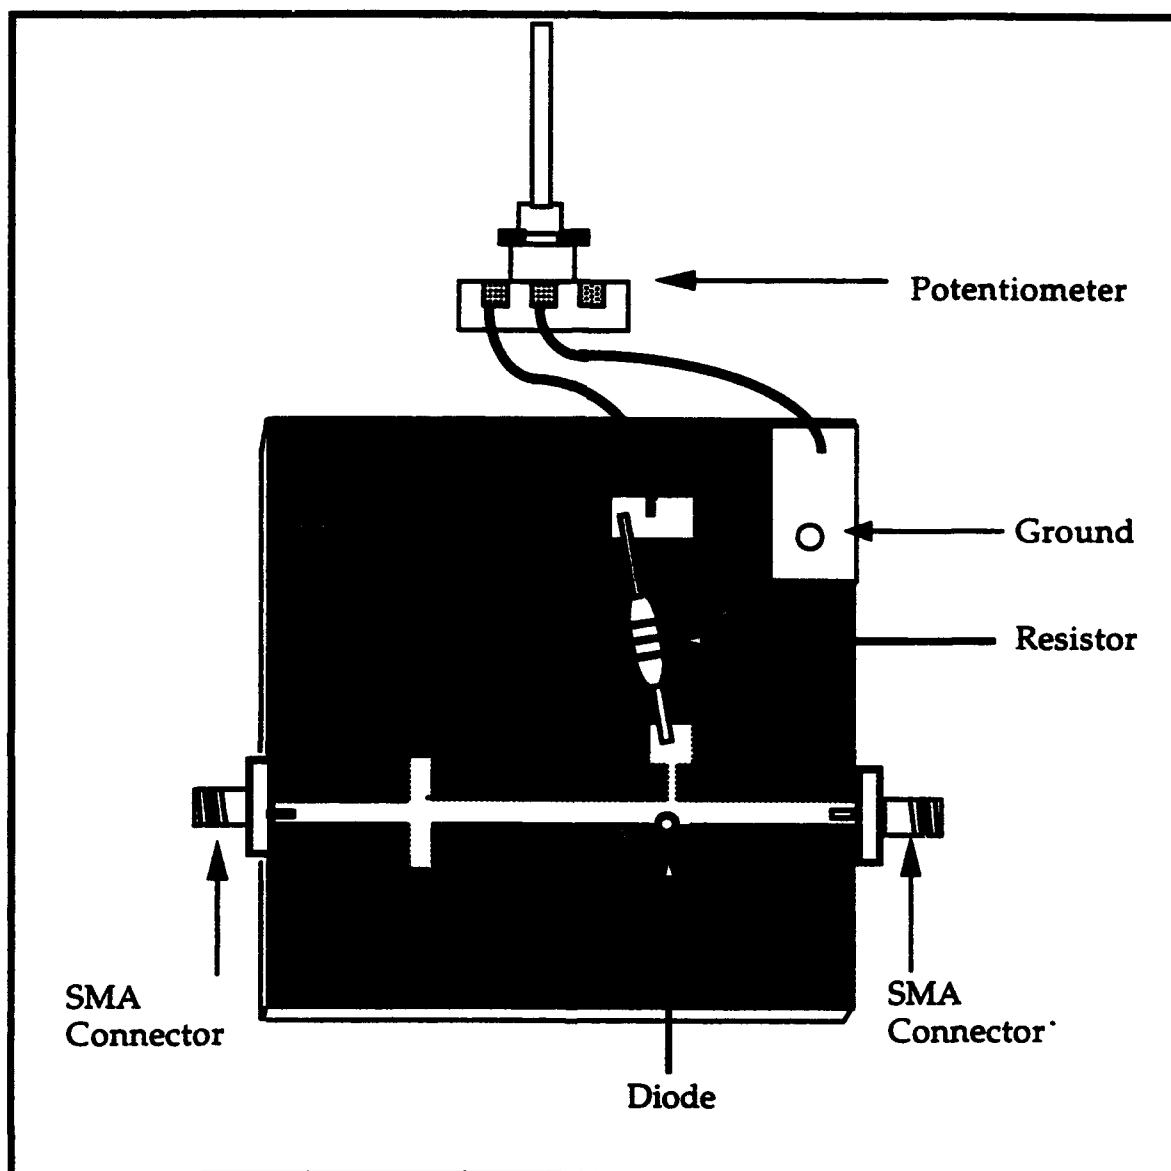 Potentiometer
Ground
Resistor
SMA
Connector
SMA
Connector
Diode